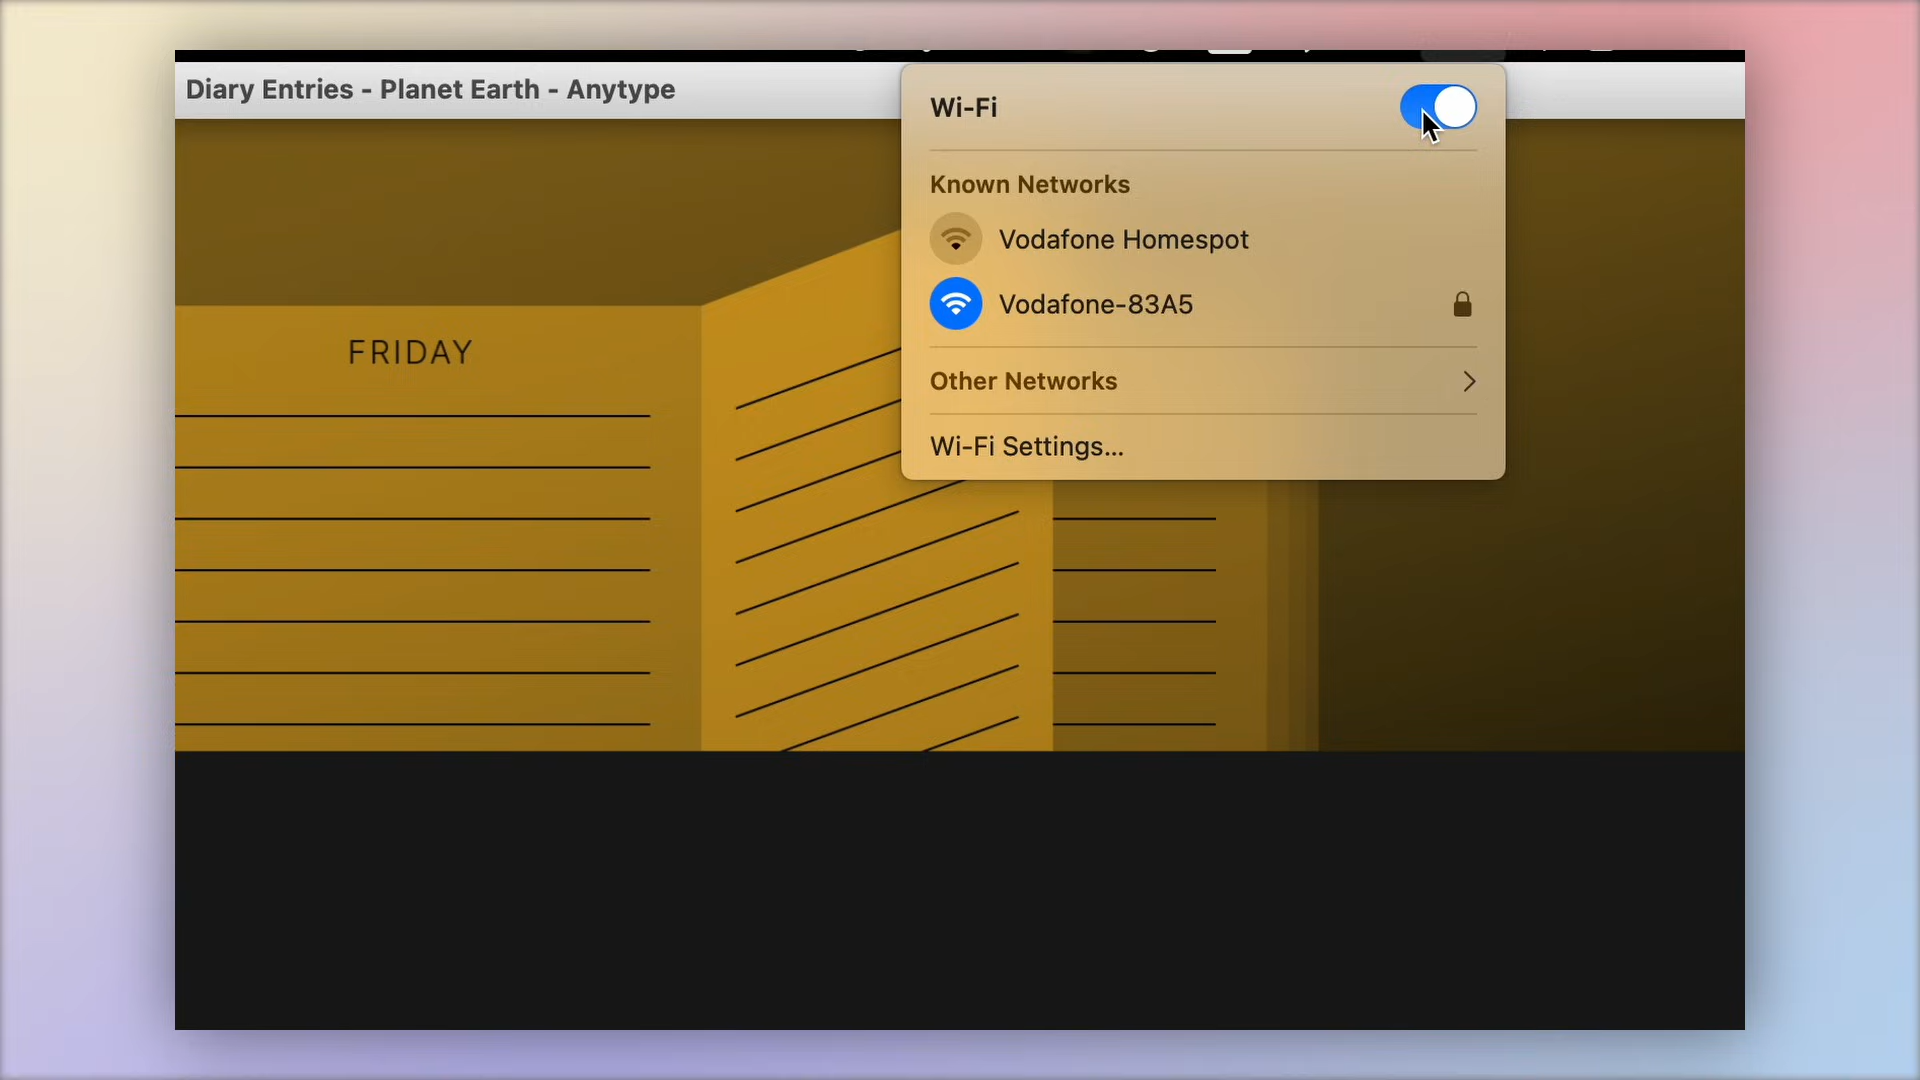 Diary Entries - Planet Earth - Anytype
Wi-Fi
Known Networks
Vodafone Homespot
Vodafone-83A5
Other Networks
Wi-Fi Settings...
FRIDAY